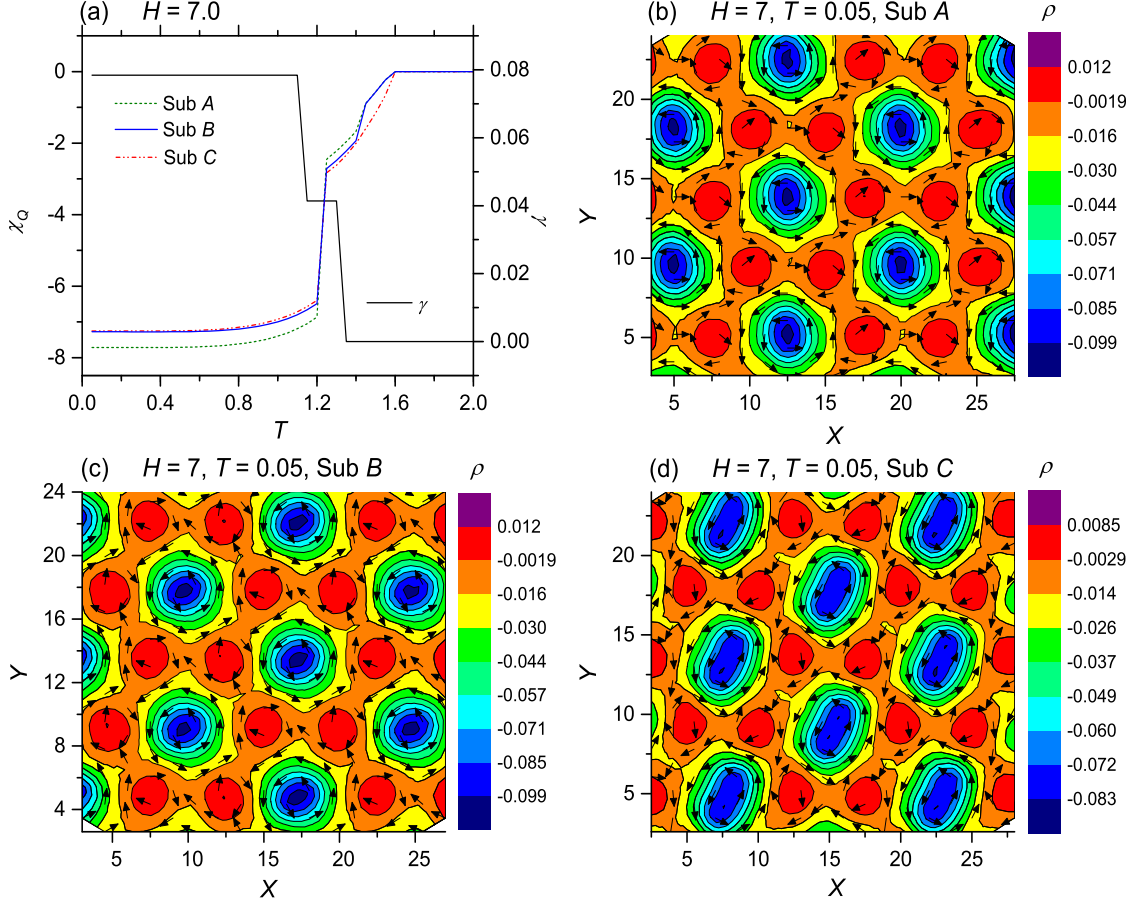 (a) H = 7.0
0
-2
-4
-6
-8
χQ
0.0 0.4 0.8 1.2 1.6 2.0
T
0.08
0.06
0.04
0.02
0.00
γ
Sub A
Sub B
Sub C
γ
(b) H = 7, T = 0.05, Sub A ρ
20
15
10
5
Y
5 10 15 20 25
X
0.012
-0.0019
-0.016
-0.030
-0.044
-0.057
-0.071
-0.085
-0.099
(c) H = 7, T = 0.05, Sub B ρ
24
20
16
12
8
4
Y
5 10 15 20 25
X
0.012
-0.0019
-0.016
-0.030
-0.044
-0.057
-0.071
-0.085
-0.099
(d) H = 7, T = 0.05, Sub C ρ
20
15
10
5
Y
5 10 15 20 25
X
0.0085
-0.0029
-0.014
-0.026
-0.037
-0.049
-0.060
-0.072
-0.083